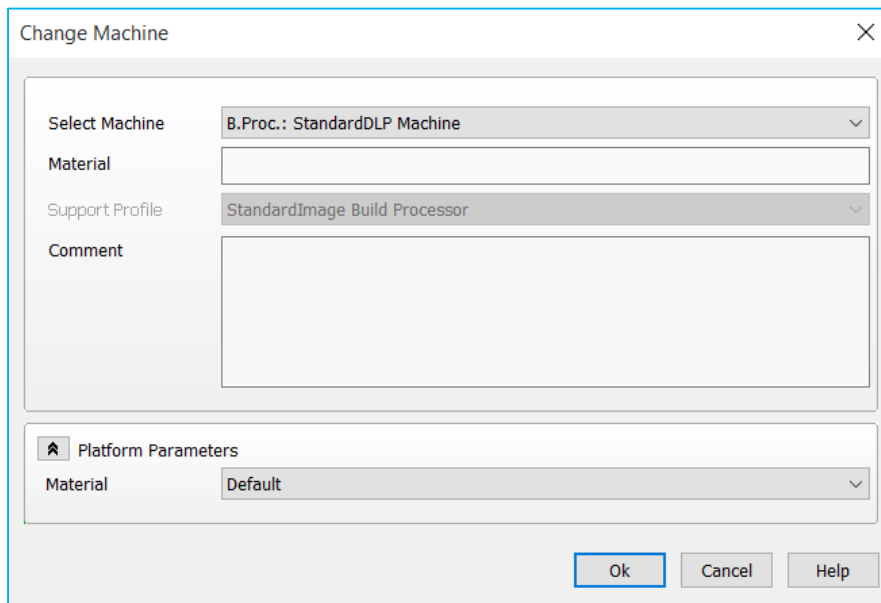 Change Machine
Select Machine B.Proc.: StandardDLP Machine
Material
Support Profile StandardImage Build Processor
Comment
Platform Parameters
Material Default
Ok Cancel Help